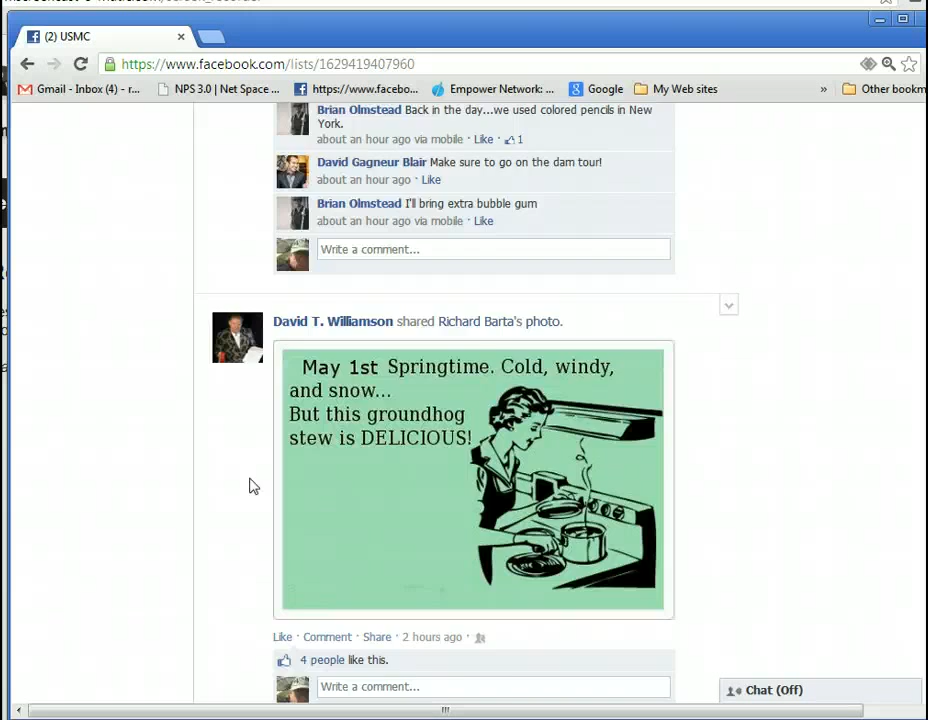 (2) USMC
https://www.facebook.com/lists/1629419407960
Gmail - Inbox (4) - r... NPS 3.0 | Net Space ... https://www.facebo... Empower Network: ... Google My Web sites » Other bookm
Brian Olmstead Back in the day...we used colored pencils in New
York.
about an hour ago via mobile · Like · 1
David Gagneur Blair Make sure to go on the dam tour!
about an hour ago · Like
Brian Olmstead I'll bring extra bubble gum
about an hour ago via mobile · Like
Write a comment...
David T. Williamson shared Richard Barta's photo.
May 1st Springtime. Cold, windy,
and snow...
But this groundhog
stew is DELICIOUS!
Like · Comment · Share · 2 hours ago ·
4 people like this.
Write a comment...
Chat (Off)